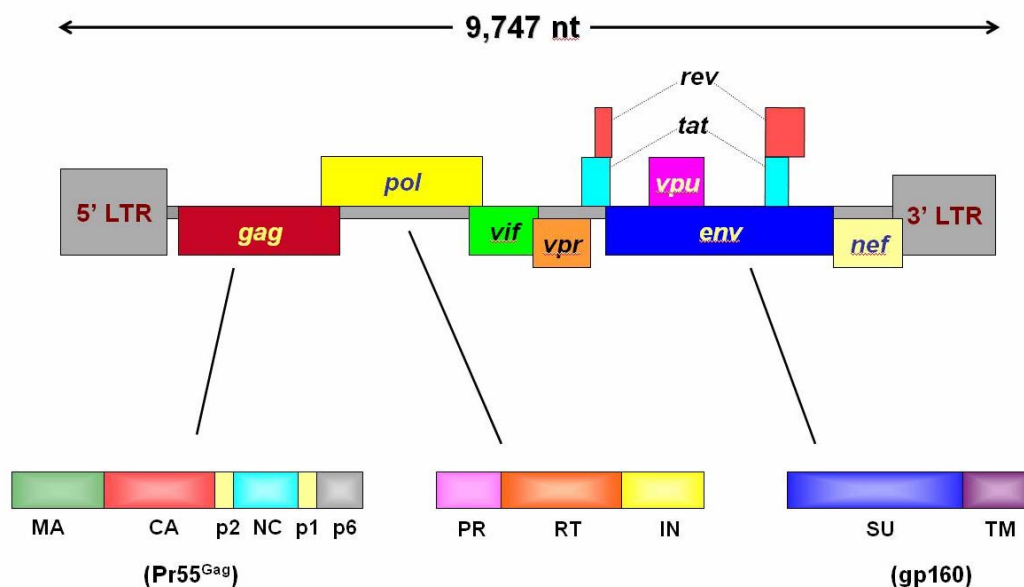 9,747 nt
rev
tat
5’ LTR
gag
pol
vif
vpr
vpu
env
nef
3’ LTR
MA CA p2 NC p1 p6
(Pr55Gag)
PR RT IN
SU TM
(gp160)